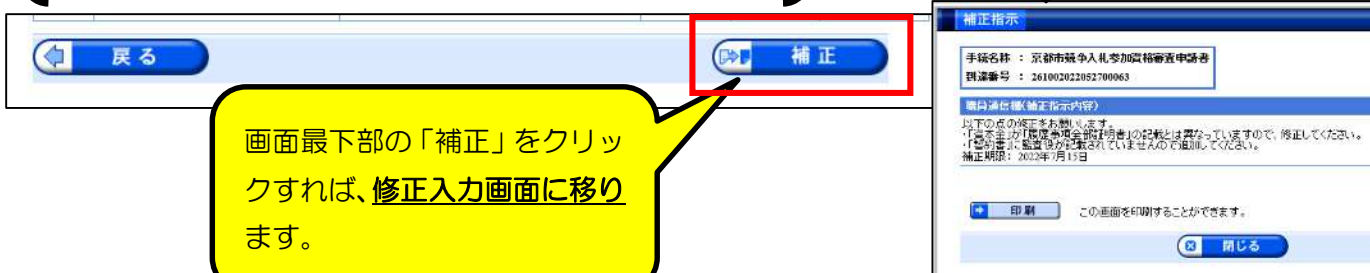 戻る
補正
画面最下部の「補正」をクリッ
クすれば、修正入力画面に移り
ます。
補正指示
手続名称 : 京都市競争入札参加資格審査申請書
到達番号 : 261002022052700063
職員通信欄(補正指示内容)
以下の点の修正をお願いします。
・「資本金」が「履歴事項全部証明書」の記載とは異なっていますので、修正してください。
・「誓約書」に監査役が記載されていませんので追加してください。
補正期限: 2022年7月15日
印刷 この画面を印刷することができます。
閉じる